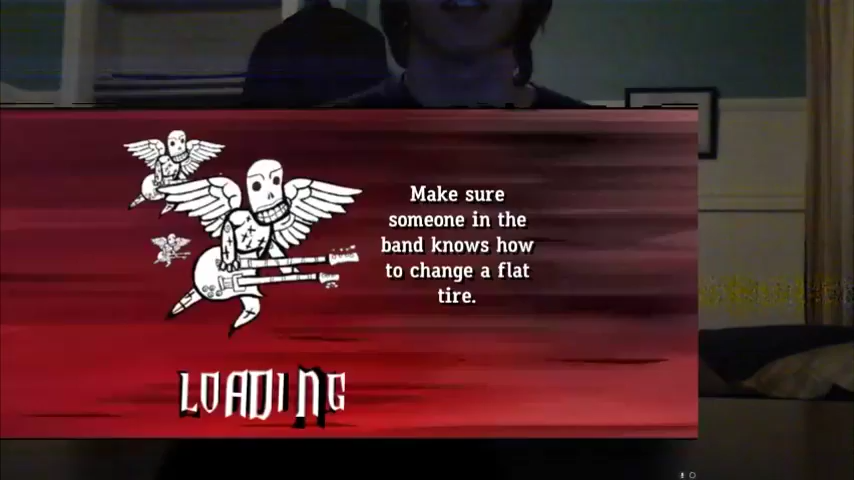 Make sure
someone in the
band knows how
to change a flat
tire.
LOADING